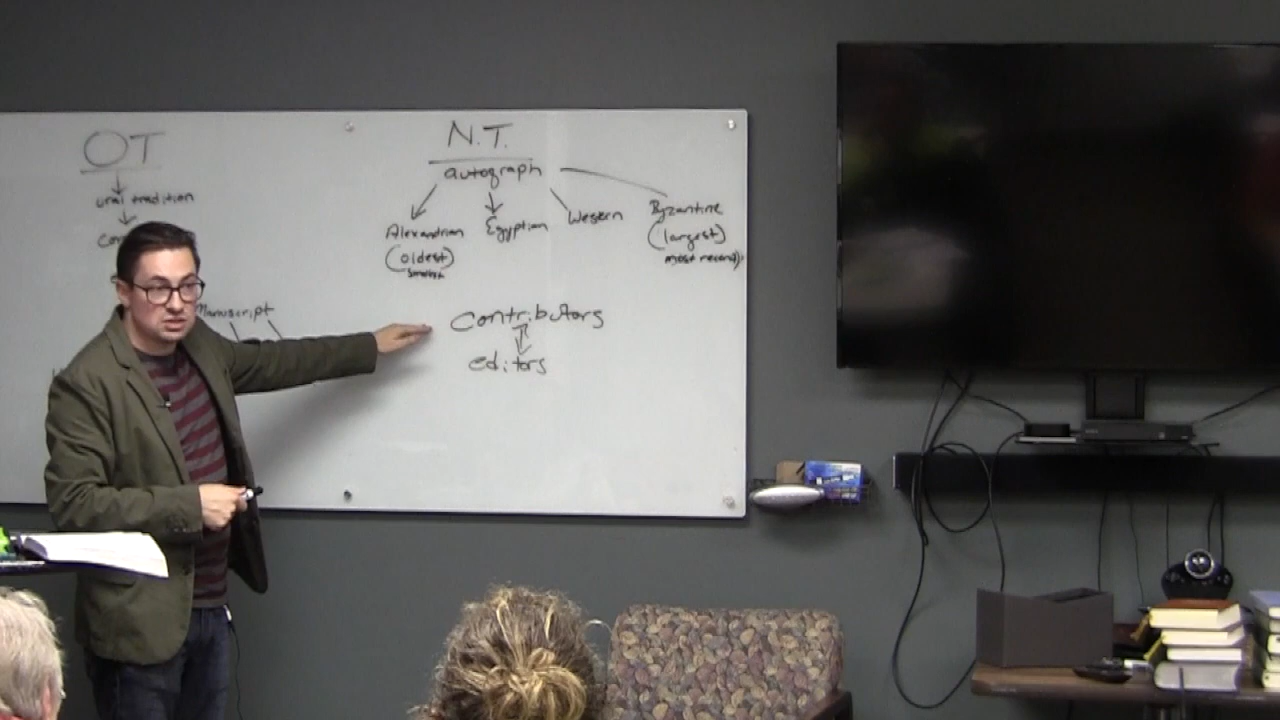 OT
oral tradition
Manuscript
N.T.
autograph
Alexandrian
(oldest)
smallest
Egyptian
Western
Byzantine
(largest)
most recent)
contributors
editors